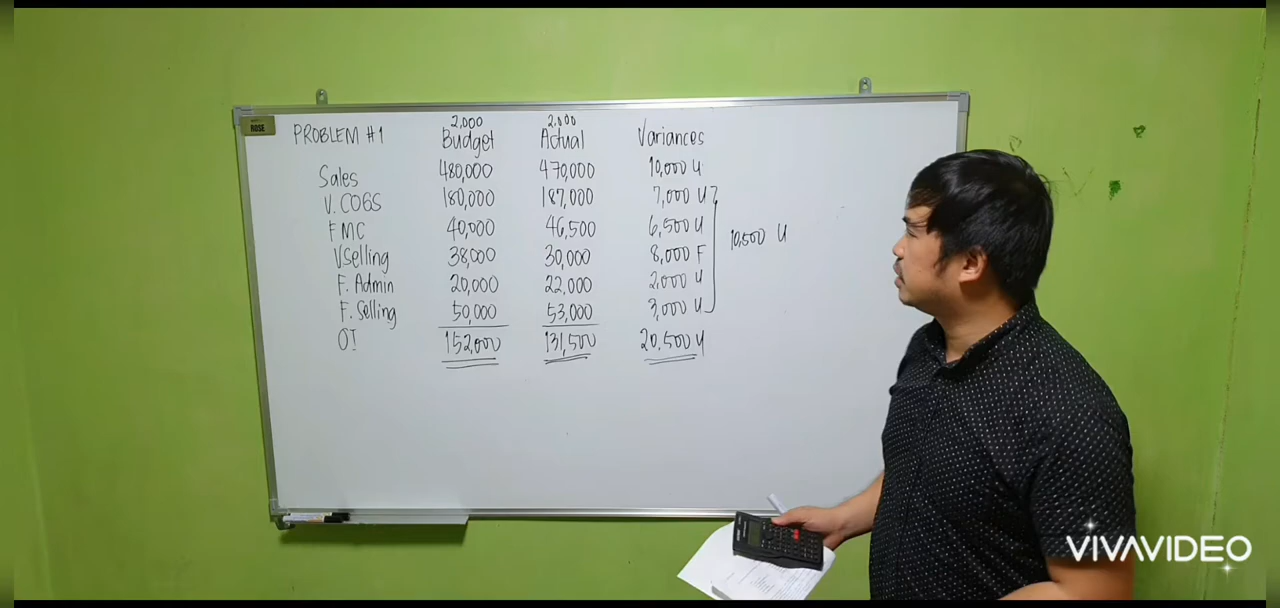 ROSE
PROBLEM #1
2,000 2,000
Budget Actual Variances
Sales 480,000 470,000 10,000 U
V. COGS 180,000 187,000 7,000 U
FMC 40,000 46,500 6,500 U
10,500 U
VSelling 38,000 30,000 8,000 F
F. Admin 20,000 22,000 2,000 U
F. Selling 50,000 53,000 3,000 U
OI 152,000 131,500 20,500 U
VIVAVIDEO